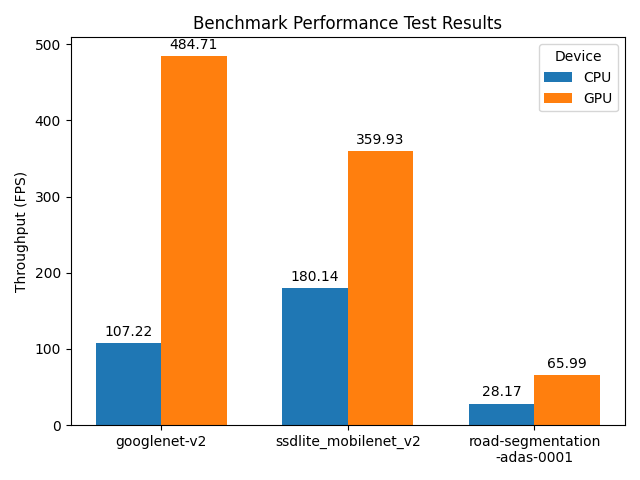 Benchmark Performance Test Results
Throughput (FPS)
500
400
300
200
100
0
484.71
359.93
180.14
107.22
65.99
28.17
Device
CPU
GPU
googlenet-v2
ssdlite_mobilenet_v2
road-segmentation
-adas-0001